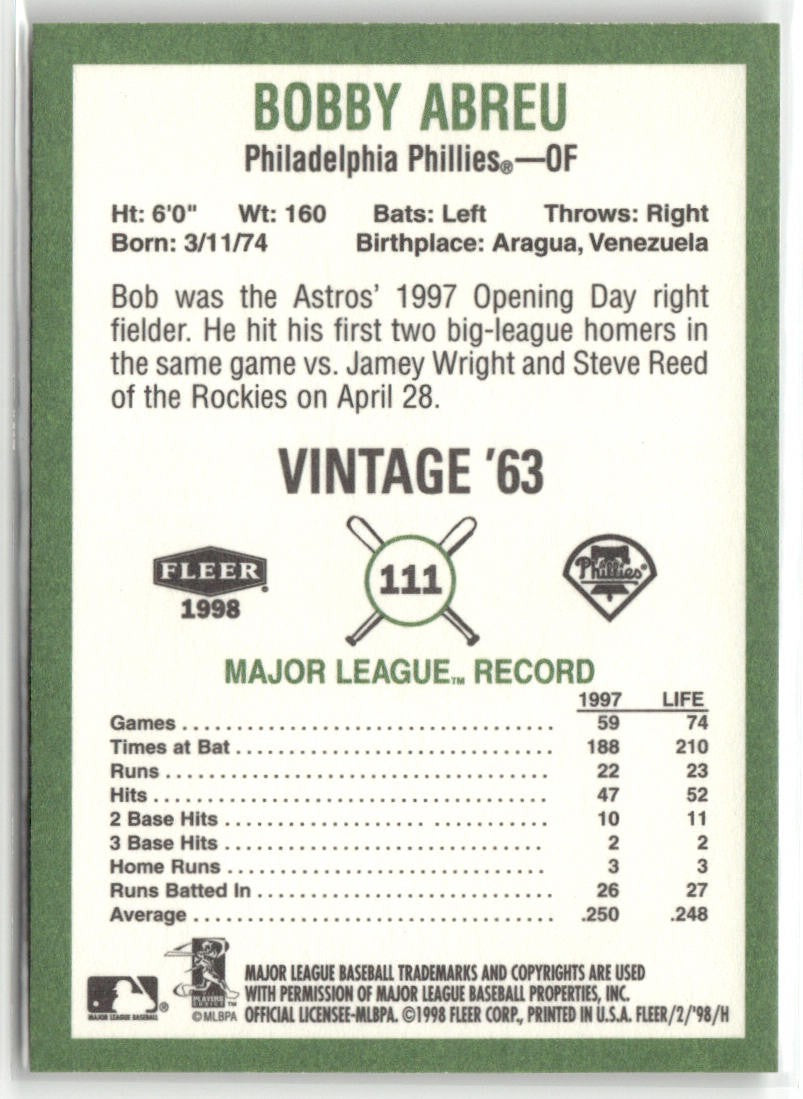 BOBBY ABREU
Philadelphia Phillies®—OF
Ht: 6'0" Wt: 160 Bats: Left Throws: Right
Born: 3/11/74 Birthplace: Aragua, Venezuela
Bob was the Astros' 1997 Opening Day right
fielder. He hit his first two big-league homers in
the same game vs. Jamey Wright and Steve Reed
of the Rockies on April 28.
VINTAGE '63
FLEER
1998
111
Phillies®
MAJOR LEAGUE™ RECORD
1997 LIFE
Games 59 74
Times at Bat 188 210
Runs 22 23
Hits 47 52
2 Base Hits 10 11
3 Base Hits 2 2
Home Runs 3 3
Runs Batted In 26 27
Average .250 .248
MAJOR LEAGUE BASEBALL®
PLAYERS CHOICE™
©MLBPA
MAJOR LEAGUE BASEBALL TRADEMARKS AND COPYRIGHTS ARE USED
WITH PERMISSION OF MAJOR LEAGUE BASEBALL PROPERTIES, INC.
OFFICIAL LICENSEE-MLBPA. ©1998 FLEER CORP., PRINTED IN U.S.A. FLEER/2/'98/H